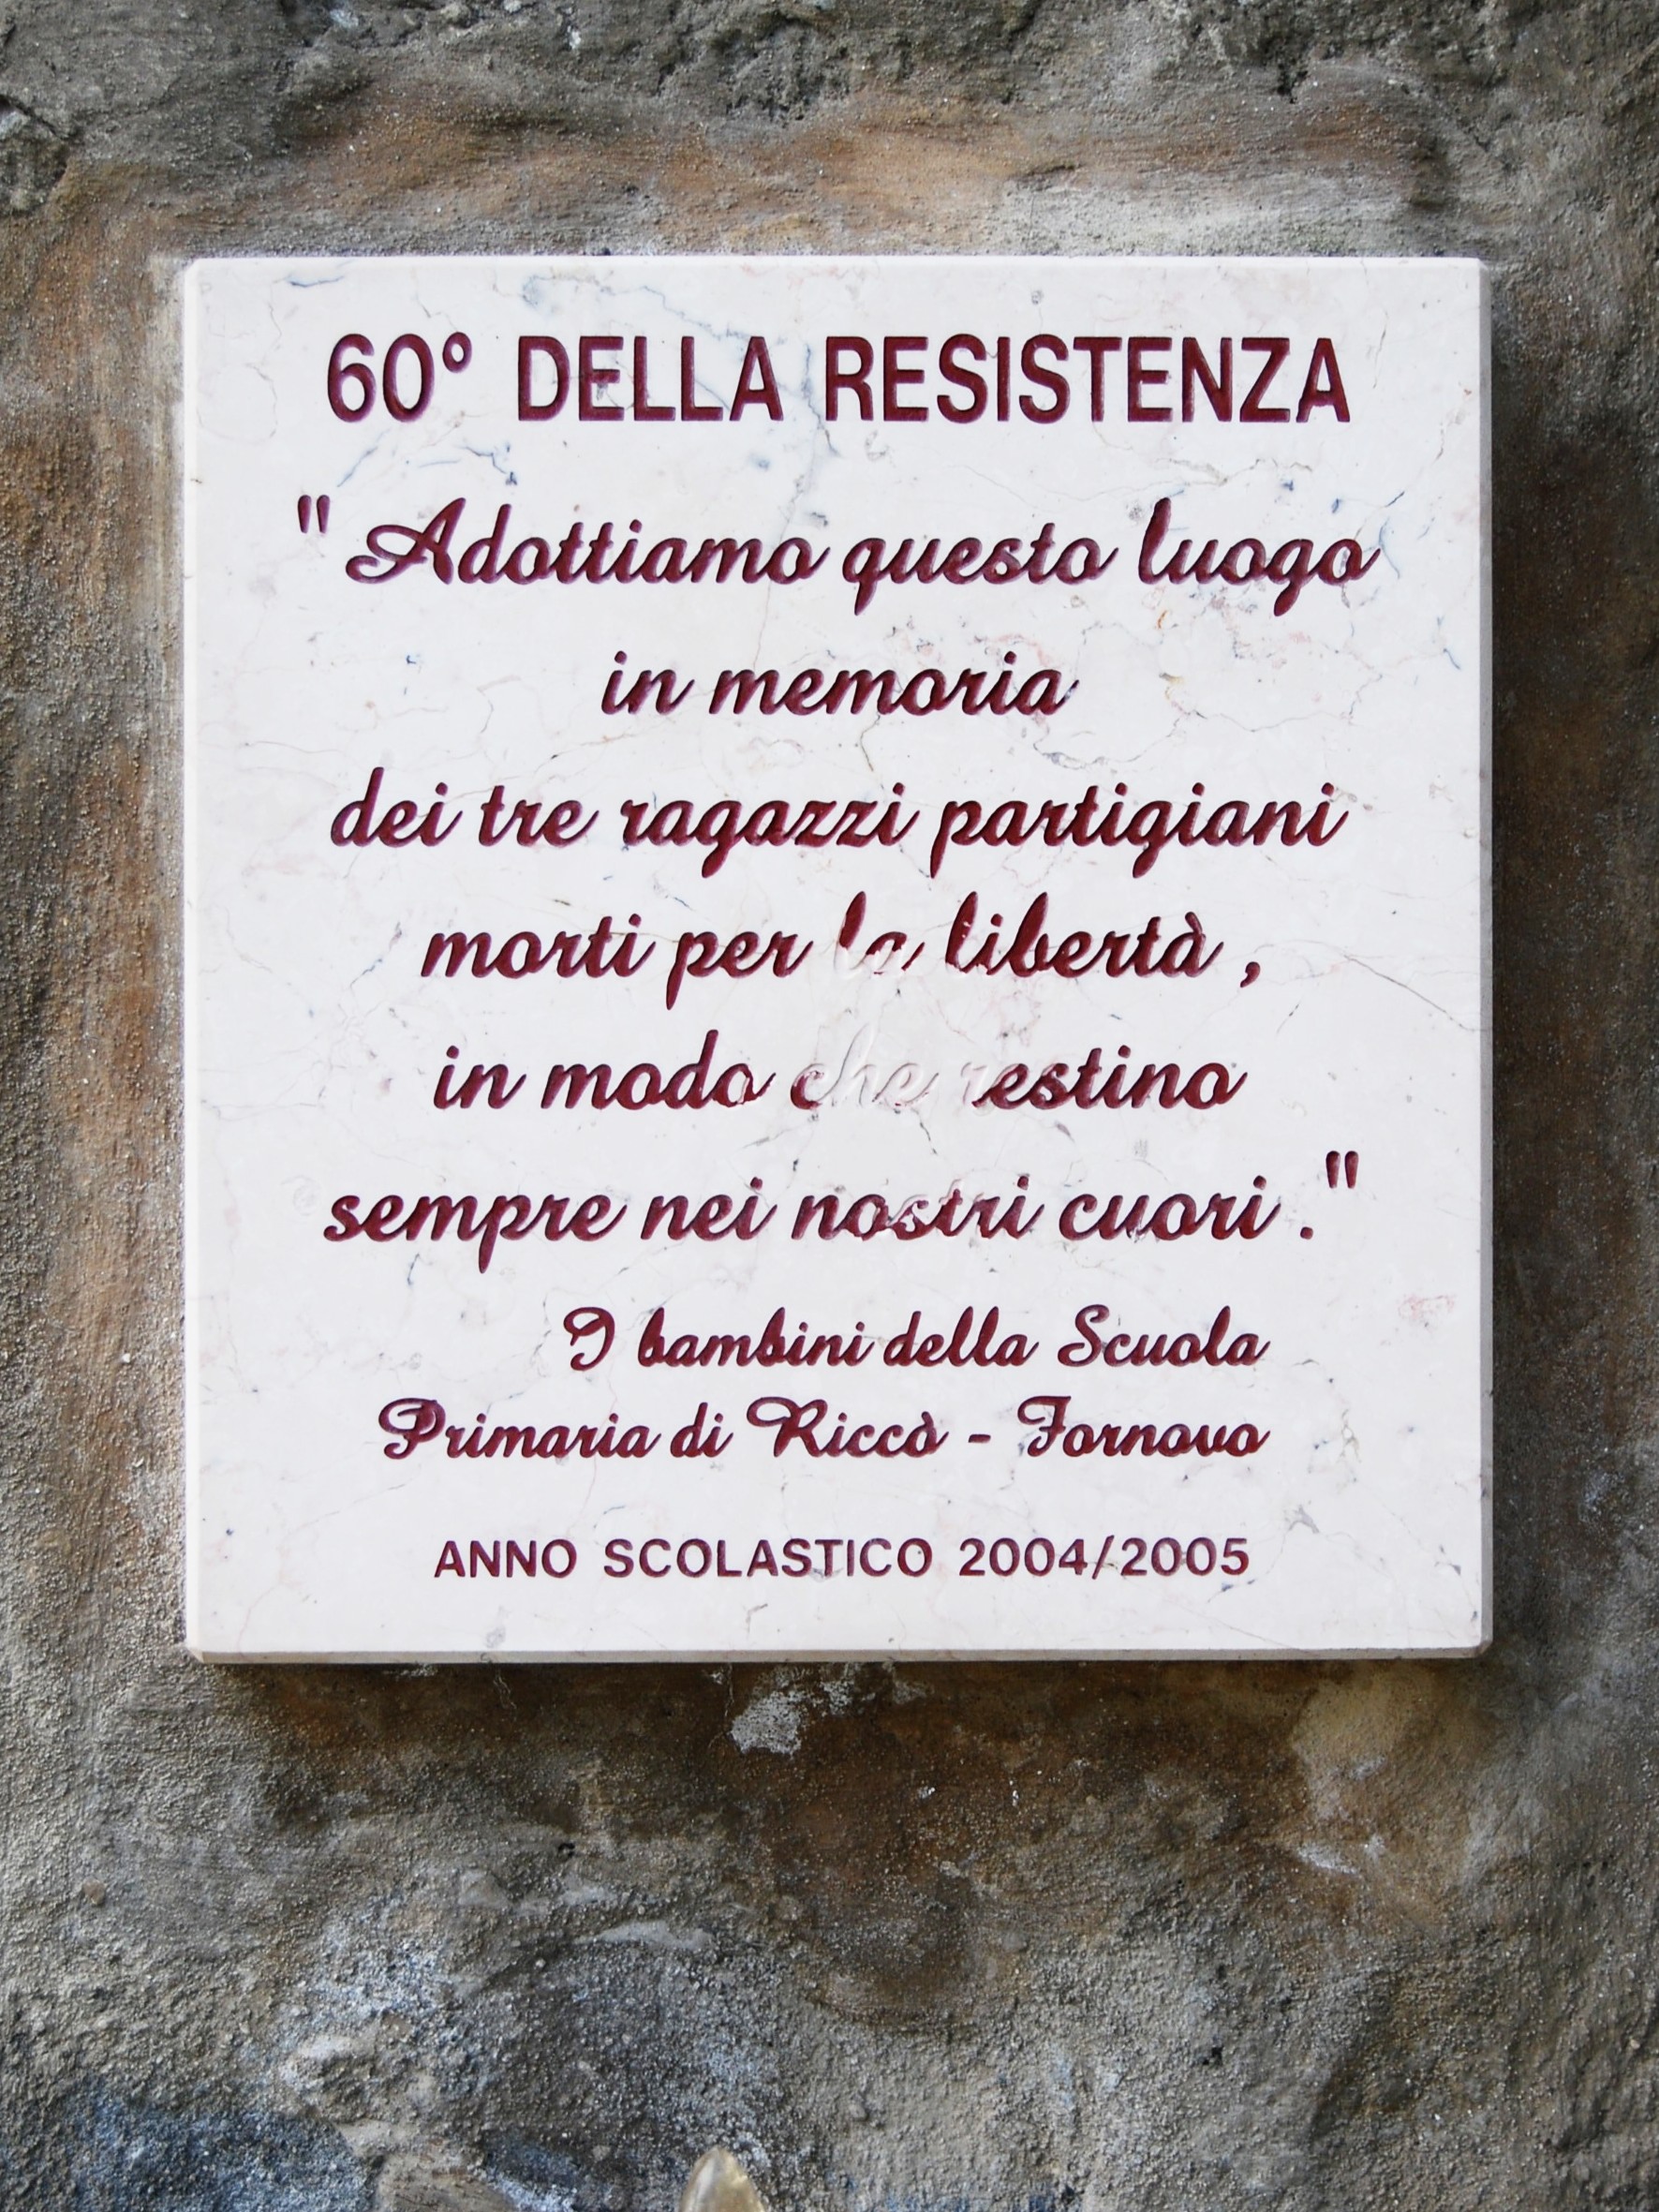 60° DELLA RESISTENZA
" Adottiamo questo luogo
in memoria
dei tre ragazzi partigiani
morti per la libertà ,
in modo che restino
sempre nei nostri cuori ."
I bambini della Scuola
Primaria di Riccò - Fornovo
ANNO SCOLASTICO 2004/2005